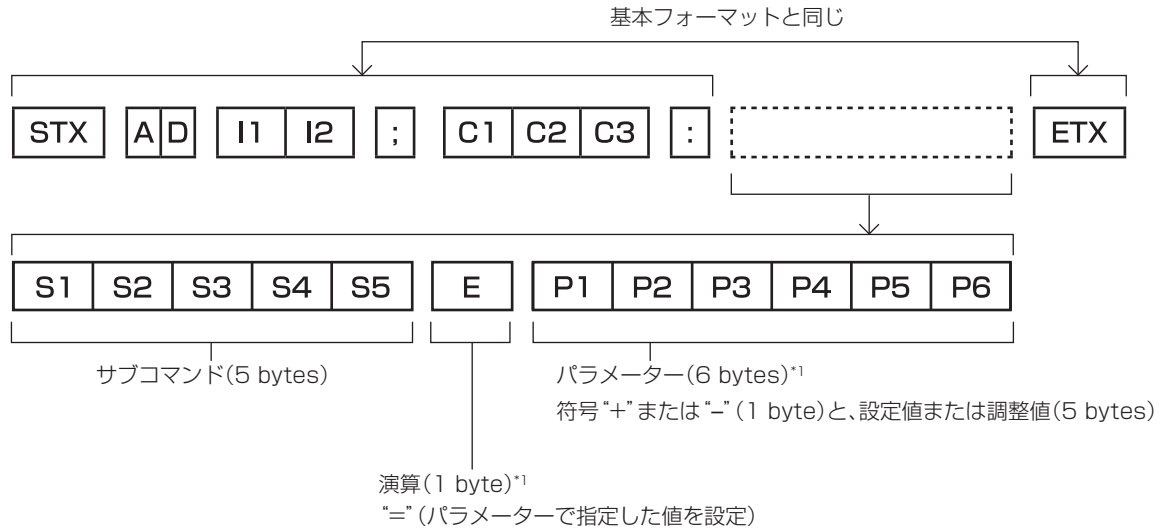 基本フォーマットと同じ
STX A D I1 I2 ; C1 C2 C3 : ETX
S1 S2 S3 S4 S5 E P1 P2 P3 P4 P5 P6
サブコマンド(5 bytes)
パラメーター(6 bytes)*1
符号“+”または“–”(1 byte)と、設定値または調整値(5 bytes)
演算(1 byte)*1
“=”(パラメーターで指定した値を設定)